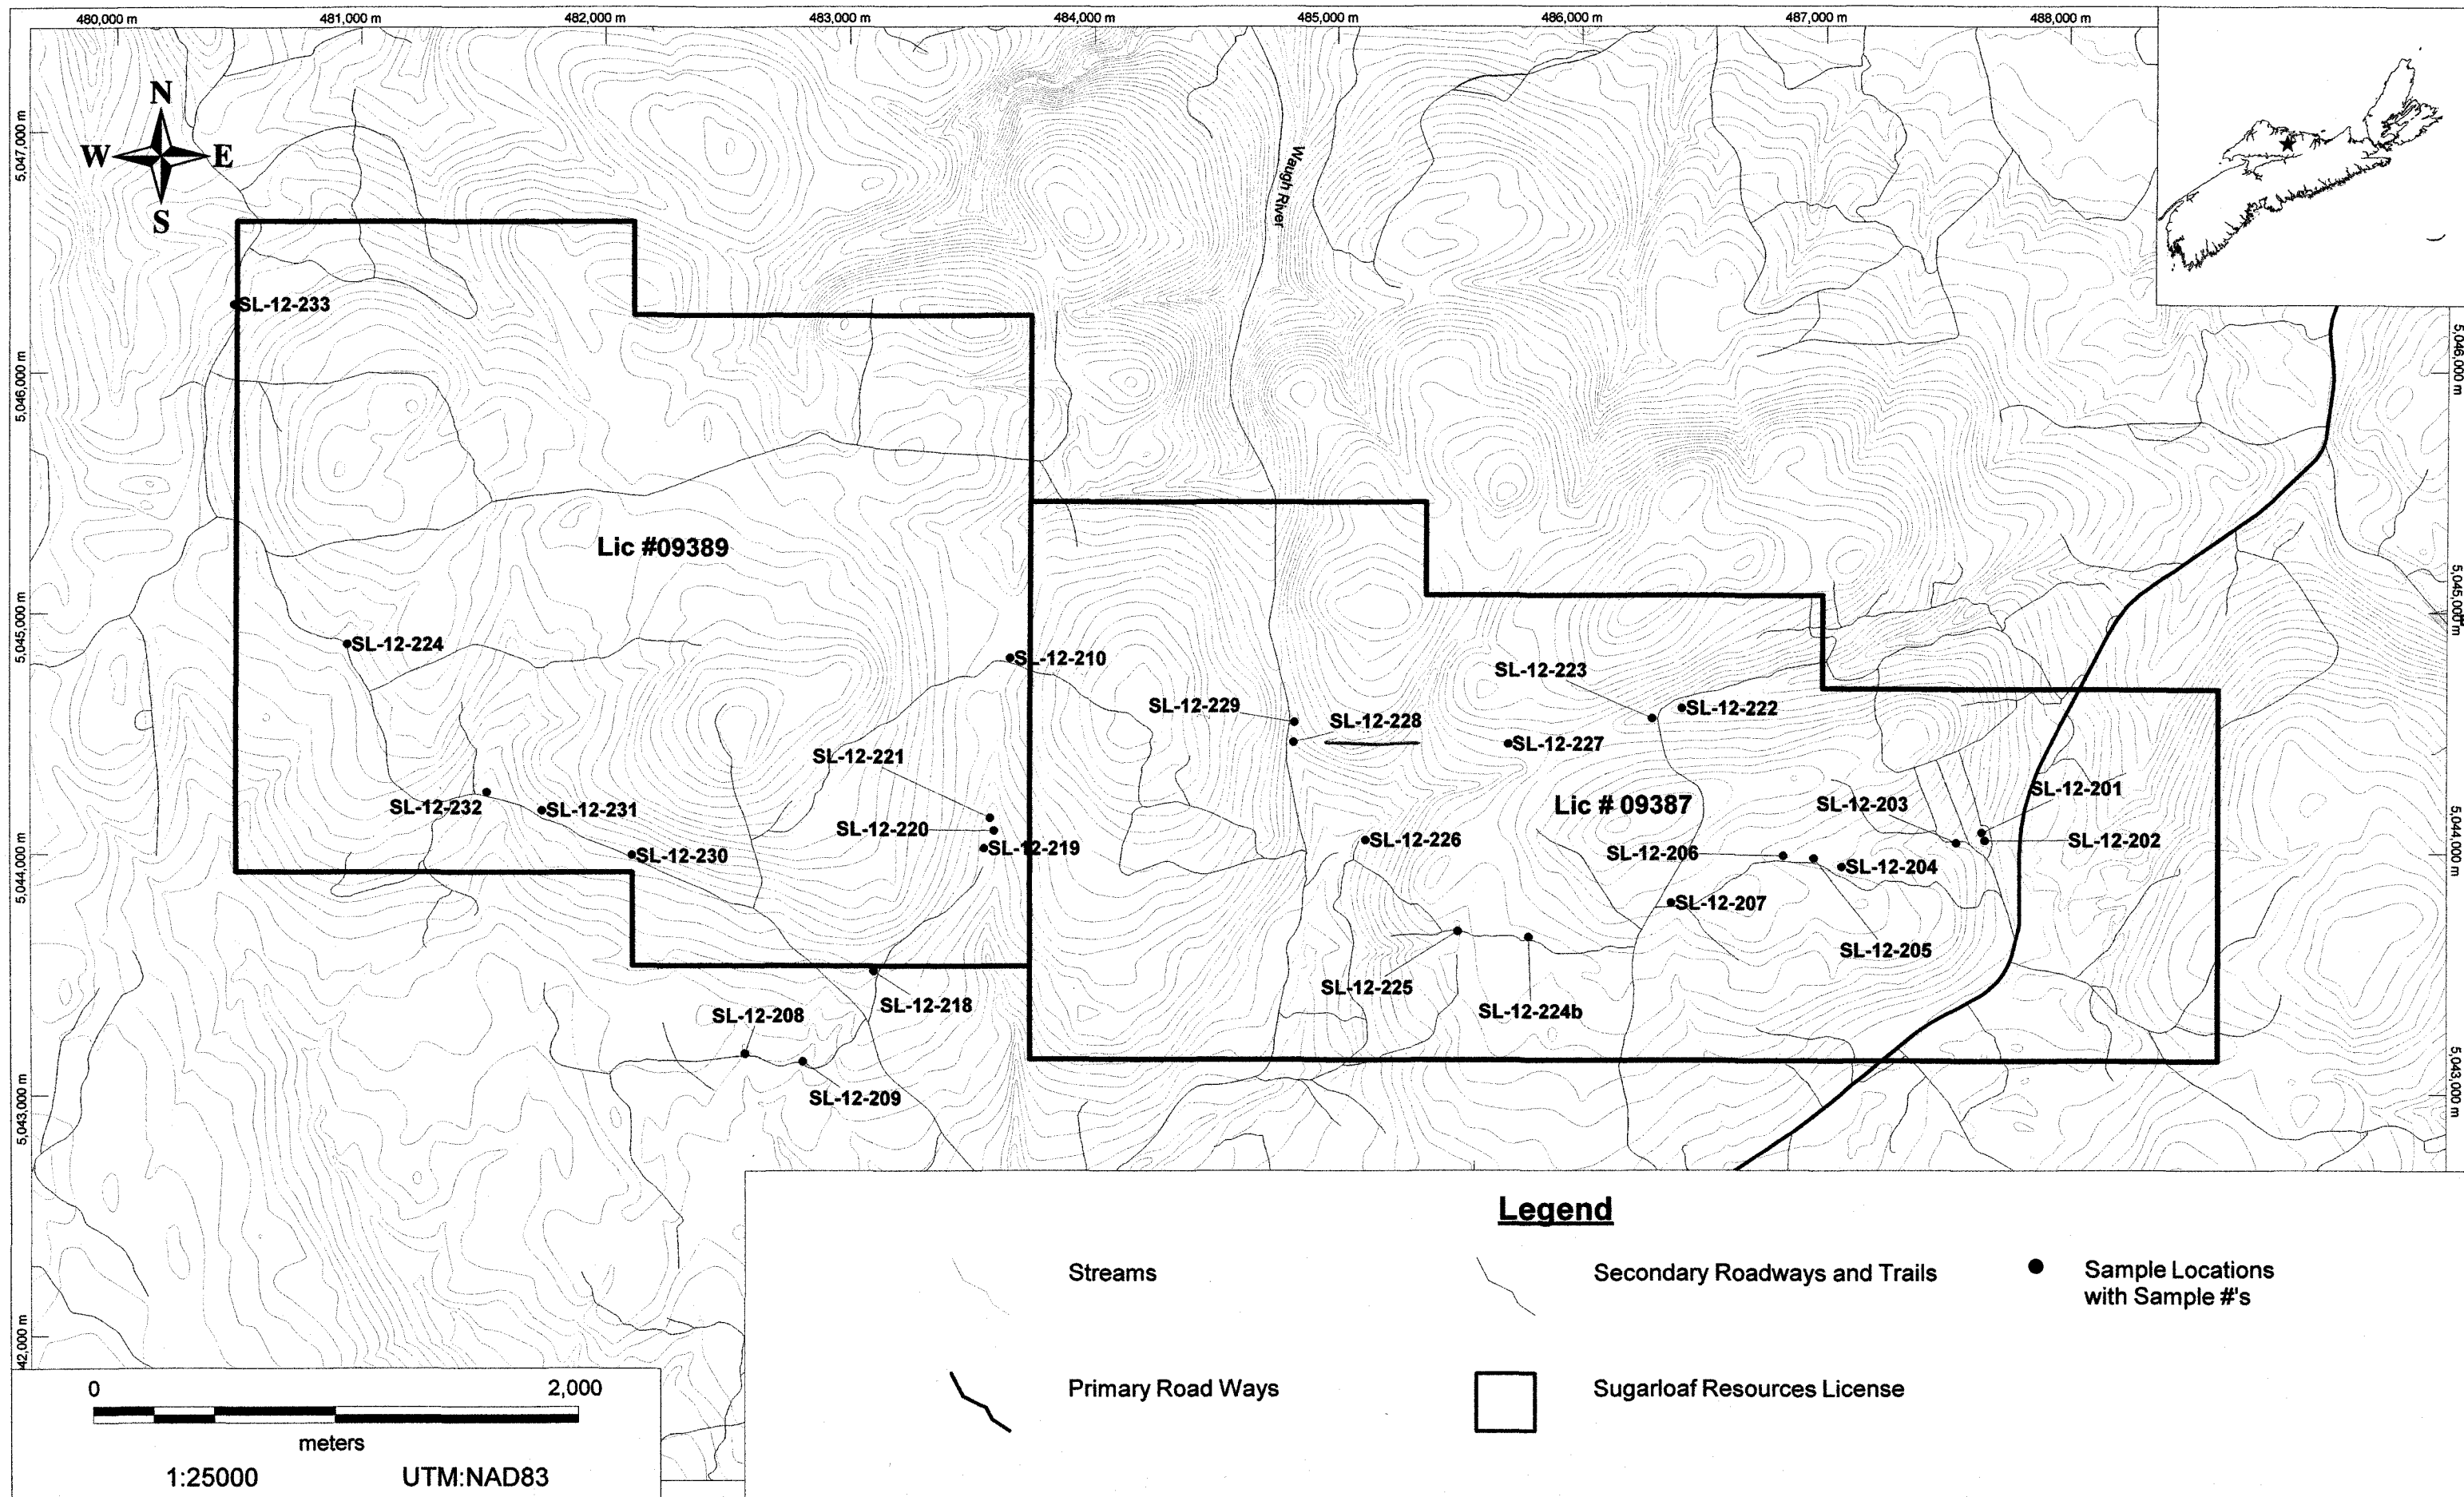 480,000 m
481,000 m
482,000 m
483,000 m
484,000 m
485,000 m
486,000 m
487,000 m
488,000 m
N
W
E
S
5,047,000 m
5,046,000 m
5,045,000 m
5,044,000 m
5,043,000 m
42,000 m
5,046,000 m
5,045,000 m
5,044,000 m
5,043,000 m
Waugh River
SL-12-233
Lic #09389
SL-12-224
SL-12-210
SL-12-223
SL-12-229
SL-12-228
SL-12-222
SL-12-227
SL-12-221
SL-12-232
SL-12-231
SL-12-220
SL-12-219
SL-12-230
Lic # 09387
SL-12-201
SL-12-203
SL-12-202
SL-12-226
SL-12-206
SL-12-204
SL-12-207
SL-12-205
SL-12-225
SL-12-224b
SL-12-218
SL-12-208
SL-12-209
Legend
Streams
Secondary Roadways and Trails
Sample Locations
with Sample #'s
Primary Road Ways
Sugarloaf Resources License
0
2,000
meters
1:25000
UTM:NAD83